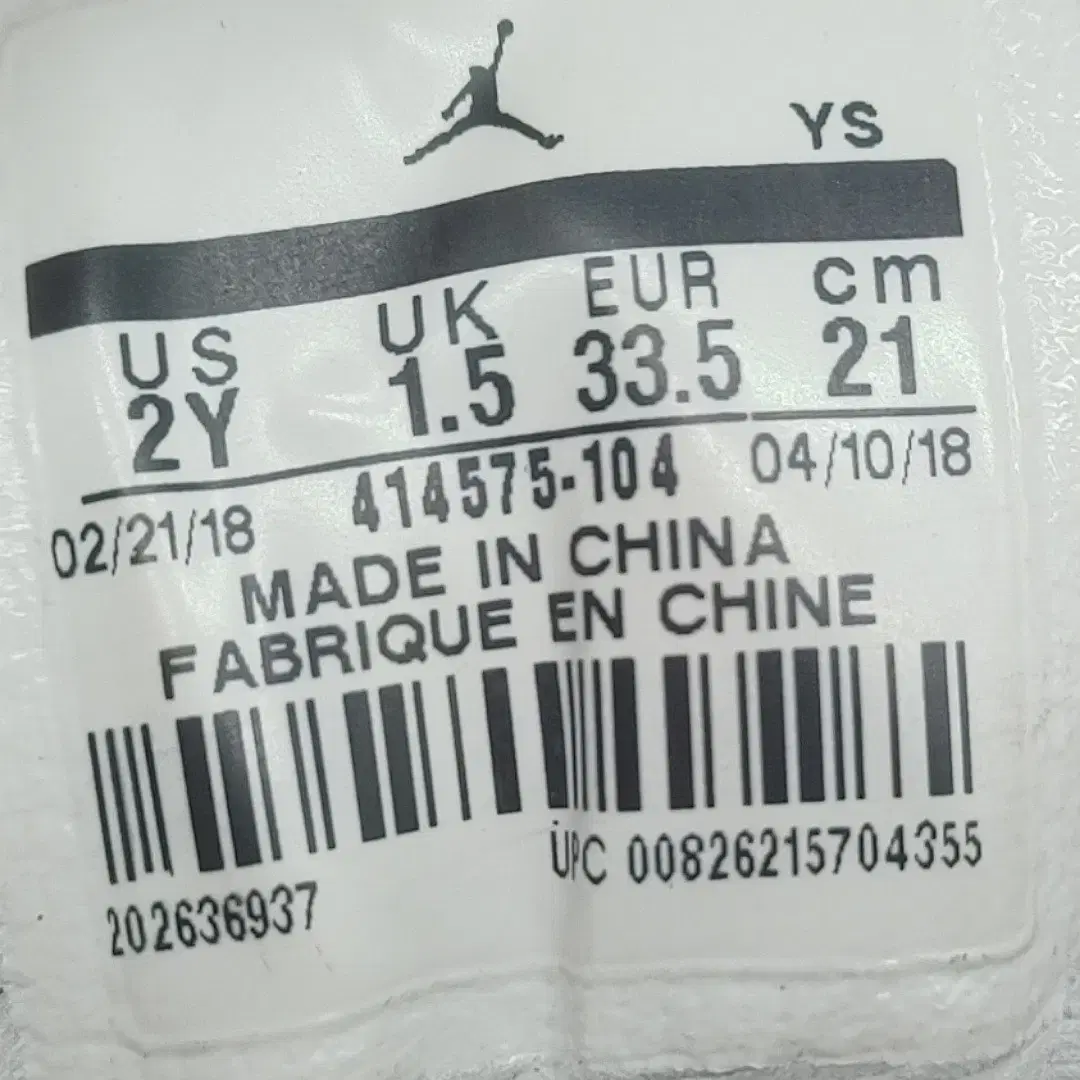 YS
US UK EUR cm
2Y 1.5 33.5 21
02/21/18 414575-104 04/10/18
MADE IN CHINA
FABRIQUE EN CHINE
202636937 UPC 00826215704355